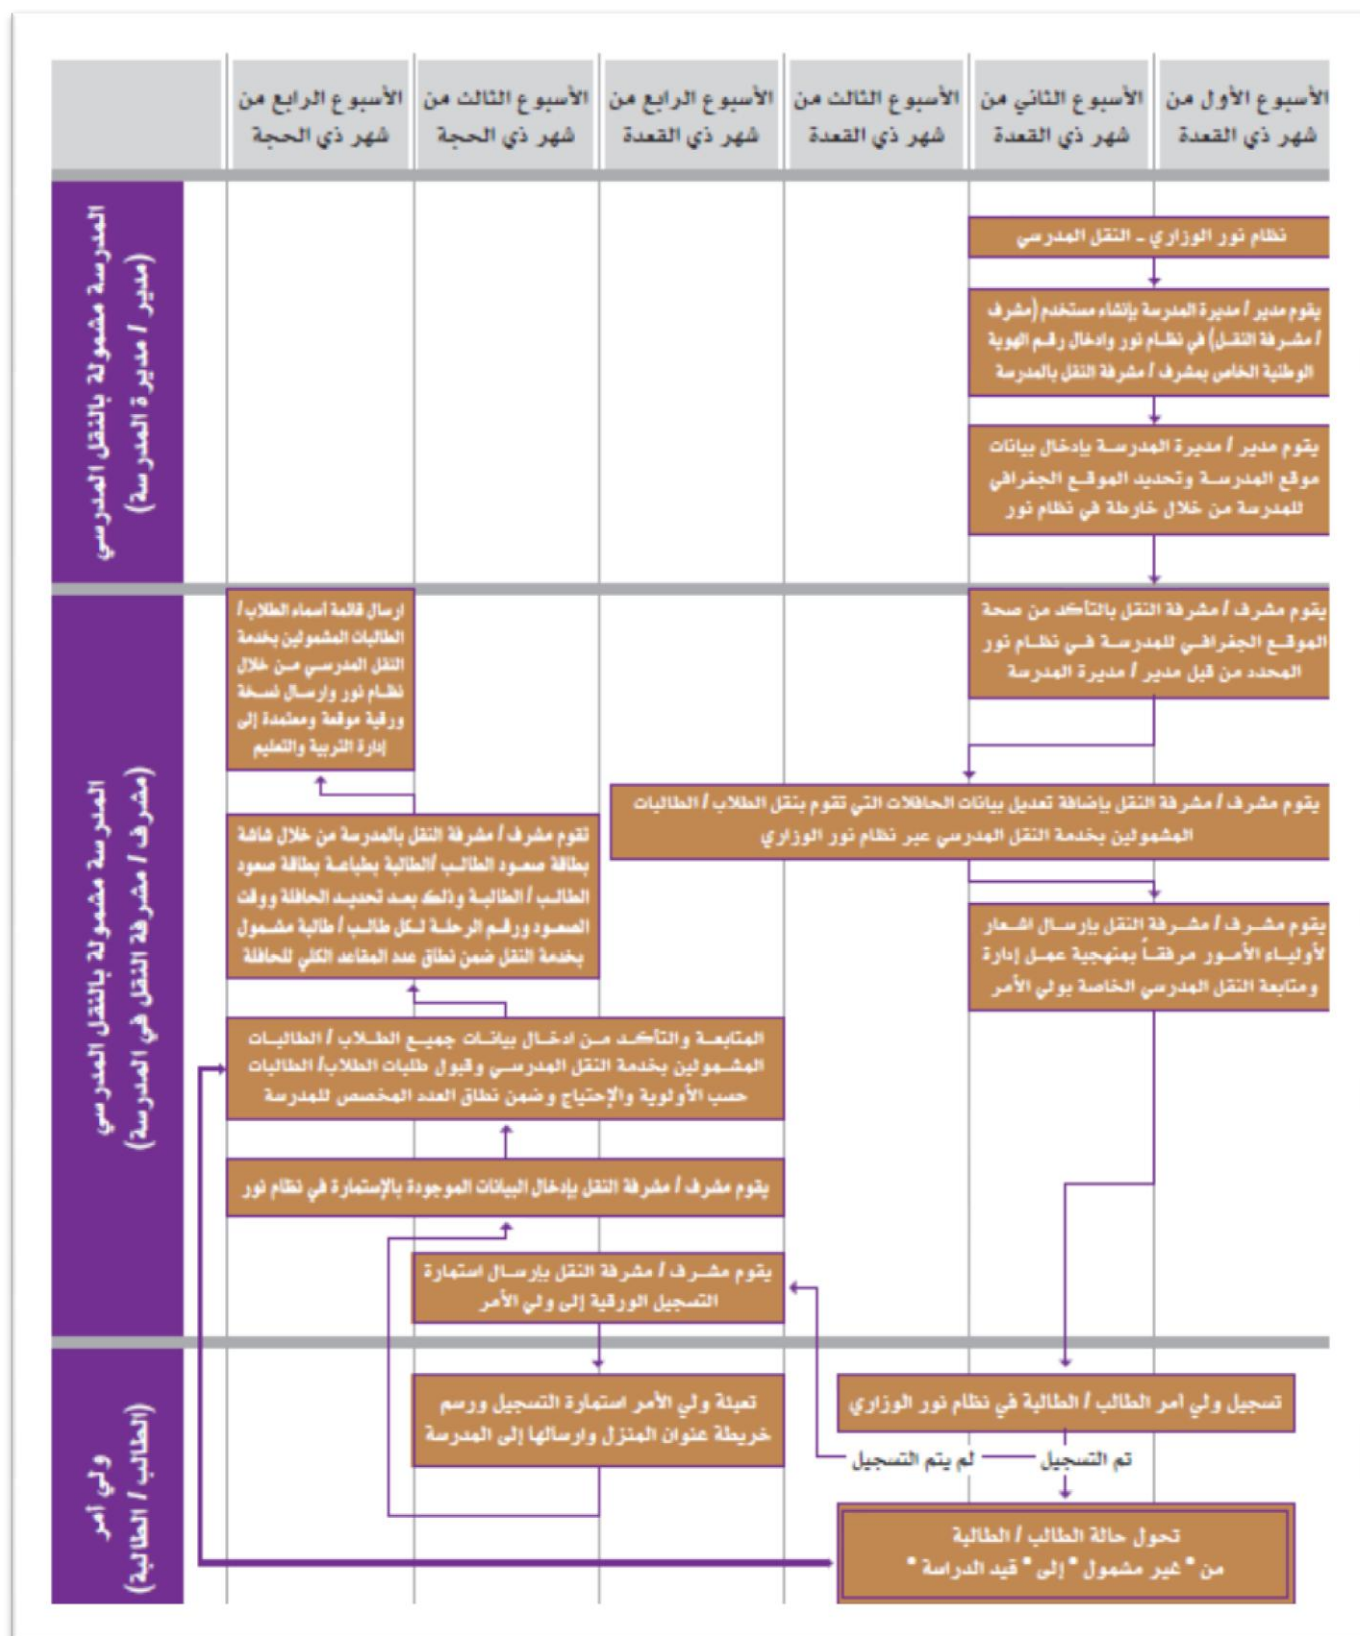 الأسبوع الأول من
شهر ذي القعدة
الأسبوع الثاني من
شهر ذي القعدة
الأسبوع الثالث من
شهر ذي القعدة
الأسبوع الرابع من
شهر ذي القعدة
الأسبوع الثالث من
شهر ذي الحجة
الأسبوع الرابع من
شهر ذي الحجة
المدرسة مشمولة بالنقل المدرسي
(مدير / مديرة المدرسة)
نظام نور الوزاري - النقل المدرسي
يقوم مدير / مديرة المدرسة بإنشاء مستخدم (مشرف
/ مشرفة النقل) في نظام نور وادخال رقم الهوية
الوطنية الخاص بمشرف / مشرفة النقل بالمدرسة
يقوم مدير / مديرة المدرسة بإدخال بيانات
موقع المدرسة وتحديد الموقع الجغرافي
للمدرسة من خلال خارطة في نظام نور
المدرسة مشمولة بالنقل المدرسي
(مشرف / مشرفة النقل في المدرسة)
يقوم مشرف / مشرفة النقل بالتأكد من صحة
الموقع الجغرافي للمدرسة في نظام نور
المحدد من قبل مدير / مديرة المدرسة
يقوم مشرف / مشرفة النقل بإضافة تعديل بيانات الحافلات التي تقوم بنقل الطلاب / الطالبات
المشمولين بخدمة النقل المدرسي عبر نظام نور الوزاري
يقوم مشرف / مشرفة النقل بإرسال اشعار
لأولياء الأمور مرفقاً بمنهجية عمل إدارة
ومتابعة النقل المدرسي الخاصة بولي الأمر
ارسال قائمة أسماء الطلاب /
الطالبات المشمولين بخدمة
النقل المدرسي من خلال
نظام نور وارسال نسخة
ورقية موقعة ومعتمدة إلى
إدارة التربية والتعليم
تقوم مشرف / مشرفة النقل بالمدرسة من خلال شاشة
بطاقة صعود الطالب /الطالبة بطباعة بطاقة صعود
الطالب / الطالبة وذلك بعد تحديد الحافلة ووقت
الصعود ورقم الرحلة لكل طالب / طالبة مشمول
بخدمة النقل ضمن نطاق عدد المقاعد الكلي للحافلة
المتابعة والتأكد من ادخال بيانات جميع الطلاب / الطالبات
المشمولين بخدمة النقل المدرسي وقبول طلبات الطلاب/ الطالبات
حسب الأولوية والإحتياج وضمن نطاق العدد المخصص للمدرسة
يقوم مشرف / مشرفة النقل بإدخال البيانات الموجودة بالإستمارة في نظام نور
يقوم مشرف / مشرفة النقل بإرسال استمارة
التسجيل الورقية إلى ولي الأمر
ولي أمر
(الطالب / الطالبة)
تسجيل ولي امر الطالب / الطالبة في نظام نور الوزاري
تم التسجيل
لم يتم التسجيل
تعبئة ولي الأمر استمارة التسجيل ورسم
خريطة عنوان المنزل وارسالها إلى المدرسة
تحول حالة الطالب / الطالبة
من " غير مشمول " إلى " قيد الدراسة "